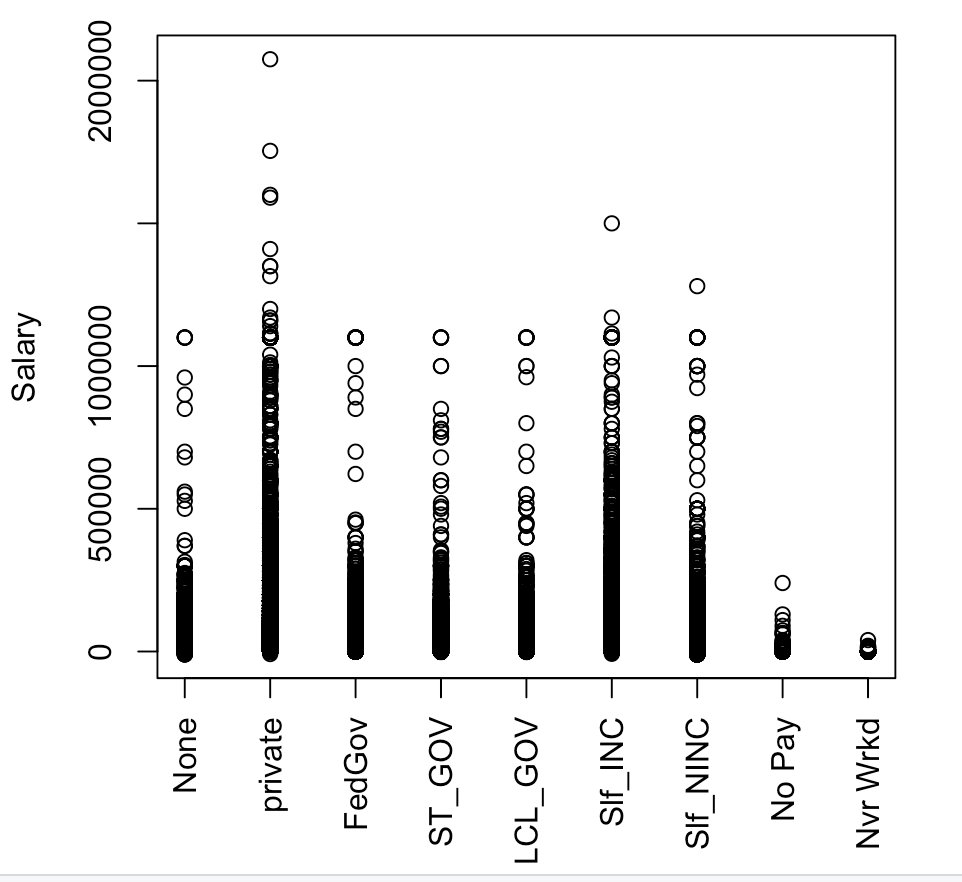 Salary
2000000
1000000
500000
0
None
private
FedGov
ST_GOV
LCL_GOV
Slf_INC
Slf_NINC
No Pay
Nvr Wrkd